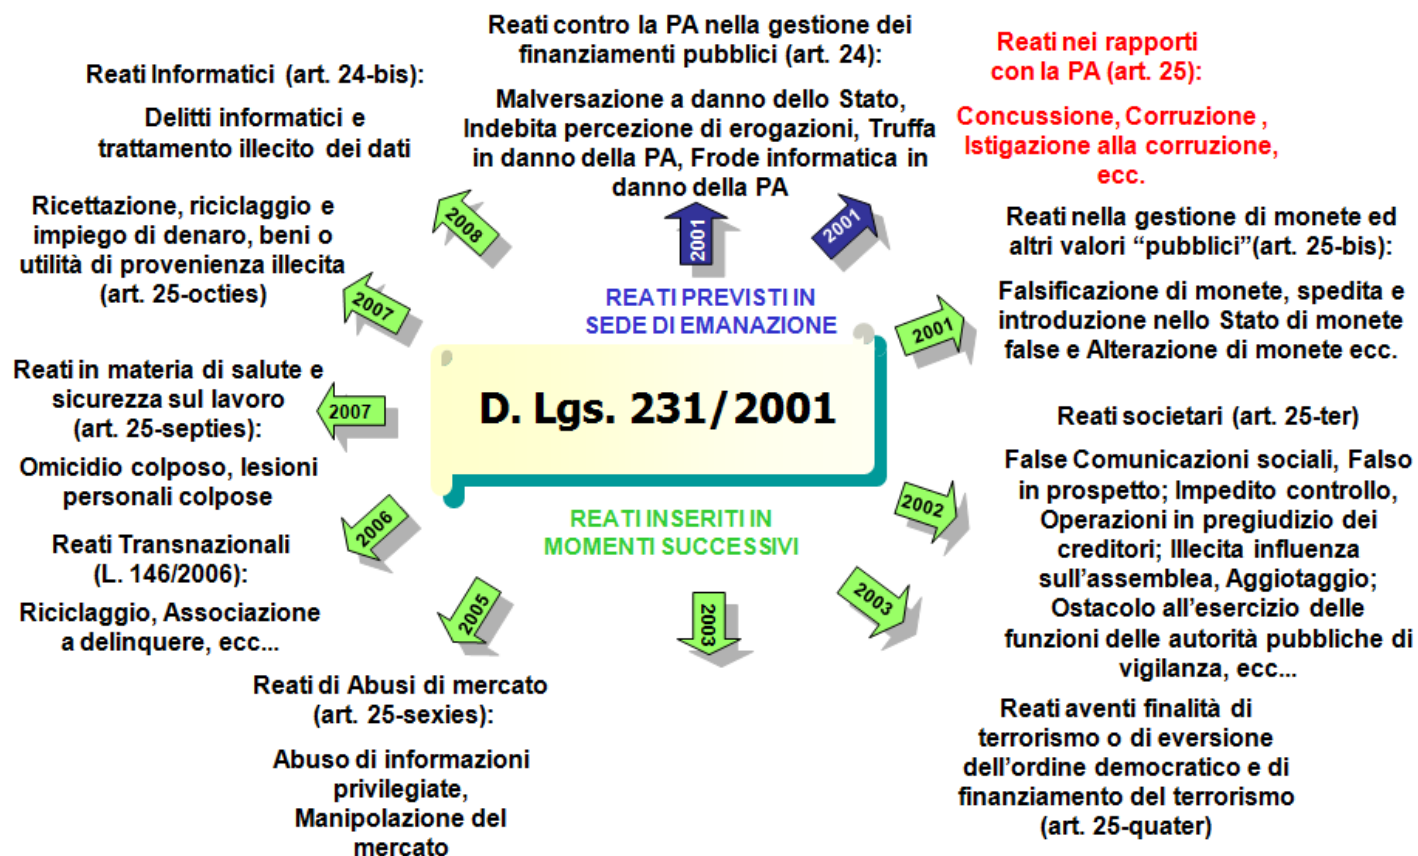 Reati contro la PA nella gestione dei
finanziamenti pubblici (art. 24):
Malversazione a danno dello Stato,
Indebita percezione di erogazioni, Truffa
in danno della PA, Frode informatica in
danno della PA
2001
Reati nei rapporti
con la PA (art. 25):
Concussione, Corruzione ,
Istigazione alla corruzione,
ecc.
2001
Reati nella gestione di monete ed
altri valori “pubblici”(art. 25-bis):
Falsificazione di monete, spedita e
introduzione nello Stato di monete
false e Alterazione di monete ecc.
2001
Reati societari (art. 25-ter)
False Comunicazioni sociali, Falso
in prospetto; Impedito controllo,
Operazioni in pregiudizio dei
creditori; Illecita influenza
sull’assemblea, Aggiotaggio;
Ostacolo all’esercizio delle
funzioni delle autorità pubbliche di
vigilanza, ecc...
2002
Reati aventi finalità di
terrorismo o di eversione
dell’ordine democratico e di
finanziamento del terrorismo
(art. 25-quater)
2003
2003
Reati di Abusi di mercato
(art. 25-sexies):
Abuso di informazioni
privilegiate,
Manipolazione del
mercato
2005
Reati Transnazionali
(L. 146/2006):
Riciclaggio, Associazione
a delinquere, ecc...
2006
Reati in materia di salute e
sicurezza sul lavoro
(art. 25-septies):
Omicidio colposo, lesioni
personali colpose
2007
Ricettazione, riciclaggio e
impiego di denaro, beni o
utilità di provenienza illecita
(art. 25-octies)
2007
Reati Informatici (art. 24-bis):
Delitti informatici e
trattamento illecito dei dati
2008
REATI PREVISTI IN
SEDE DI EMANAZIONE
D. Lgs. 231/2001
REATI INSERITI IN
MOMENTI SUCCESSIVI